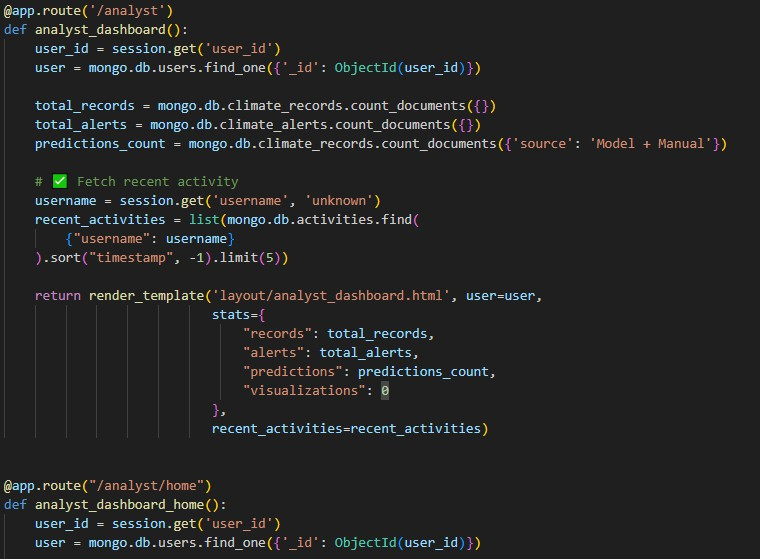 @app.route('/analyst')
def analyst_dashboard():
    user_id = session.get('user_id')
    user = mongo.db.users.find_one({'_id': ObjectId(user_id)})

    total_records = mongo.db.climate_records.count_documents({})
    total_alerts = mongo.db.climate_alerts.count_documents({})
    predictions_count = mongo.db.climate_records.count_documents({'source': 'Model + Manual'})

    # ✅ Fetch recent activity
    username = session.get('username', 'unknown')
    recent_activities = list(mongo.db.activities.find(
        {"username": username}
    ).sort("timestamp", -1).limit(5))

    return render_template('layout/analyst_dashboard.html', user=user,
                           stats={
                               "records": total_records,
                               "alerts": total_alerts,
                               "predictions": predictions_count,
                               "visualizations": 0
                           },
                           recent_activities=recent_activities)


@app.route("/analyst/home")
def analyst_dashboard_home():
    user_id = session.get('user_id')
    user = mongo.db.users.find_one({'_id': ObjectId(user_id)})